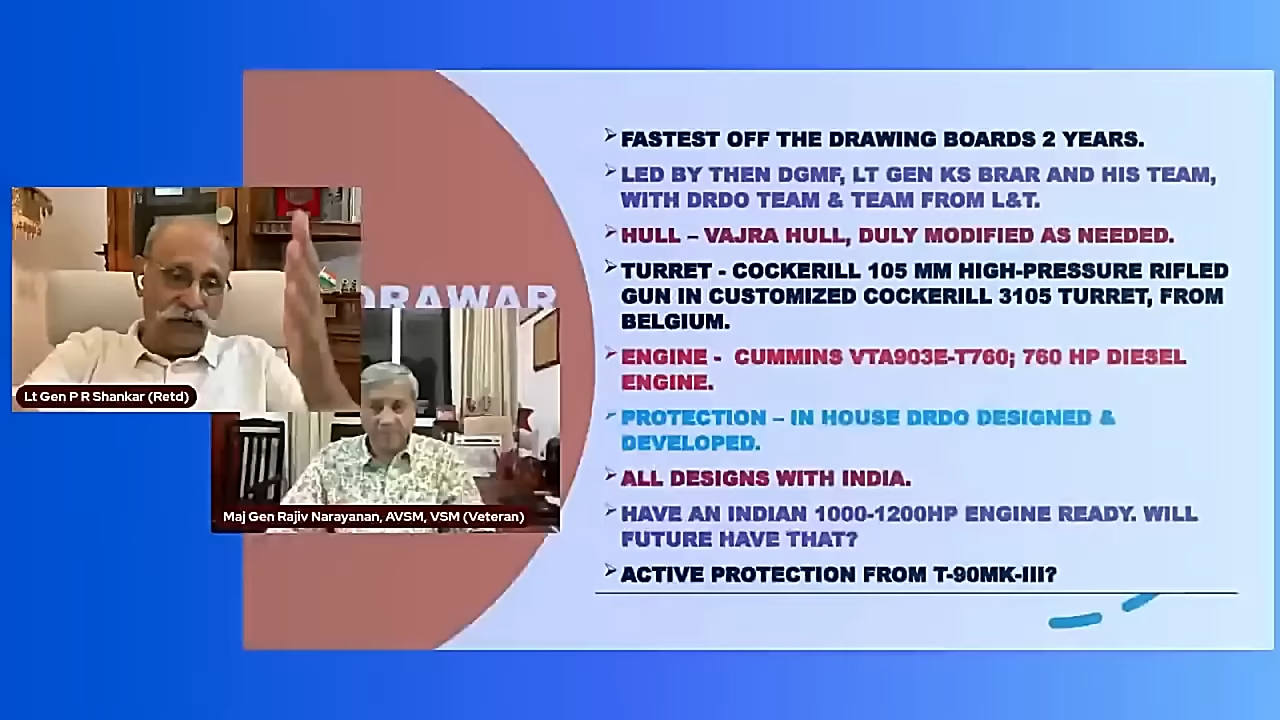 FASTEST OFF THE DRAWING BOARDS 2 YEARS.
LED BY THEN DGMF, LT GEN KS BRAR AND HIS TEAM,
WITH DRDO TEAM & TEAM FROM L&T.
HULL – VAJRA HULL, DULY MODIFIED AS NEEDED.
TURRET - COCKERILL 105 MM HIGH-PRESSURE RIFLED
GUN IN CUSTOMIZED COCKERILL 3105 TURRET, FROM
BELGIUM.
ENGINE - CUMMINS VTA903E-T760; 760 HP DIESEL
ENGINE.
PROTECTION – IN HOUSE DRDO DESIGNED &
DEVELOPED.
ALL DESIGNS WITH INDIA.
HAVE AN INDIAN 1000-1200HP ENGINE READY. WILL
FUTURE HAVE THAT?
ACTIVE PROTECTION FROM T-90MK-III?
Lt Gen P R Shankar (Retd)
Maj Gen Rajiv Narayanan, AVSM, VSM (Veteran)